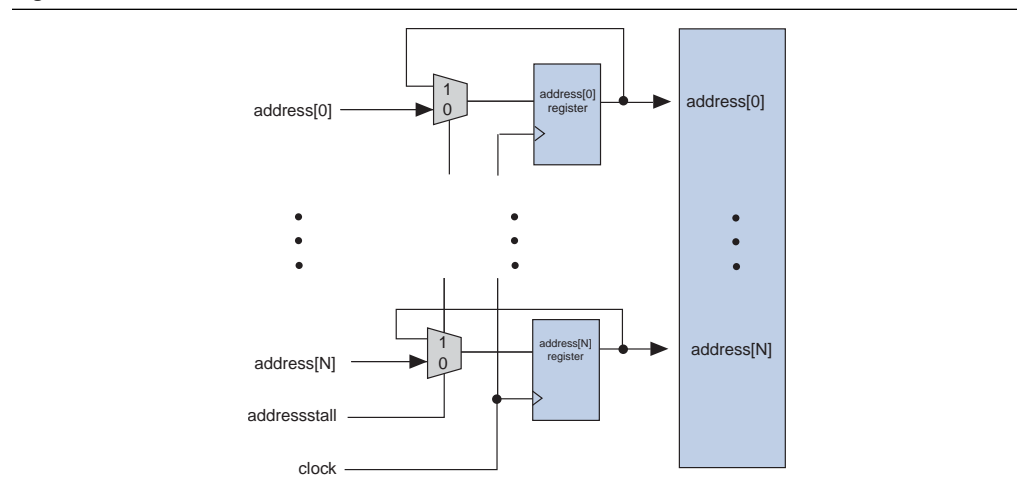 address[0]
1
0
address[0]
register
address[0]
address[N]
1
0
address[N]
register
address[N]
addressstall
clock